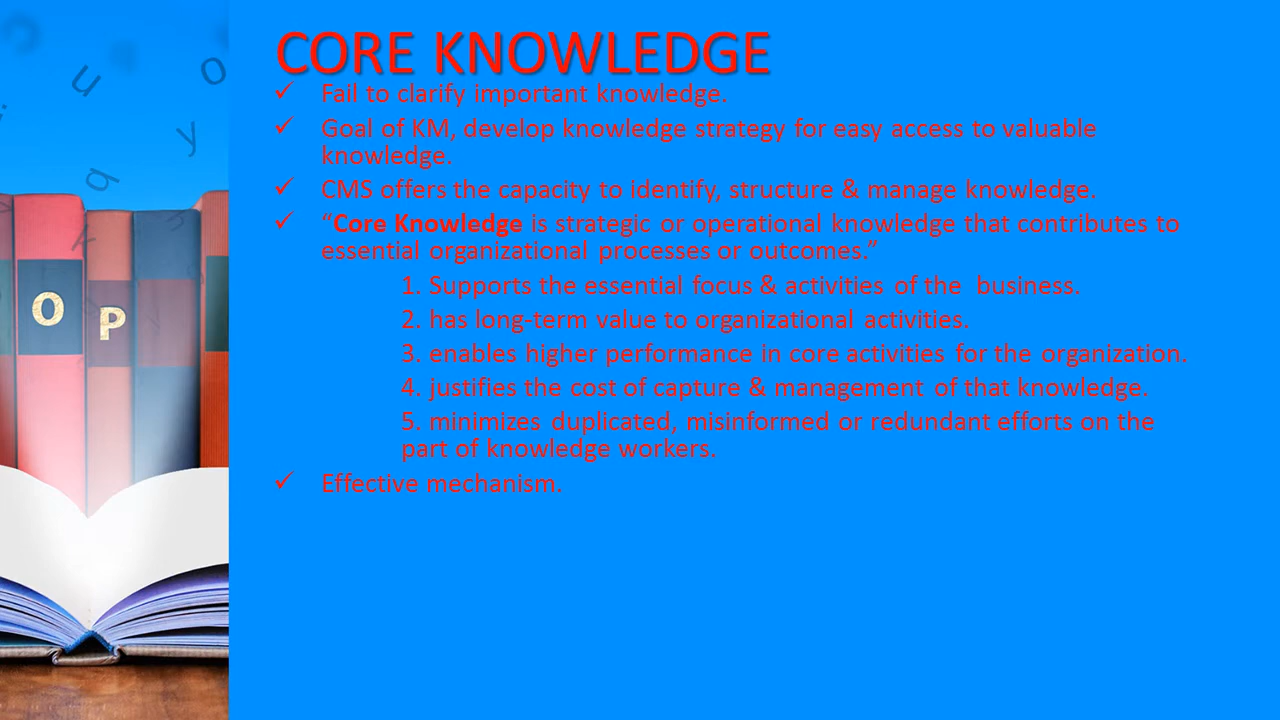 CORE KNOWLEDGE
✓ Fail to clarify important knowledge.
✓ Goal of KM, develop knowledge strategy for easy access to valuable
knowledge.
✓ CMS offers the capacity to identify, structure & manage knowledge.
✓ “Core Knowledge is strategic or operational knowledge that contributes to
essential organizational processes or outcomes.”
1. Supports the essential focus & activities of the business.
2. has long-term value to organizational activities.
3. enables higher performance in core activities for the organization.
4. justifies the cost of capture & management of that knowledge.
5. minimizes duplicated, misinformed or redundant efforts on the
part of knowledge workers.
✓ Effective mechanism.
u
o
y
q
k
O
P